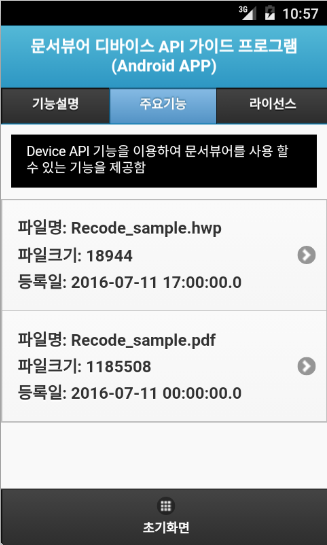 3G 10:57
문서뷰어 디바이스 API 가이드 프로그램
(Android APP)
기능설명 주요기능 라이선스
Device API 기능을 이용하여 문서뷰어를 사용 할
수 있는 기능을 제공함
파일명: Recode_sample.hwp
파일크기: 18944
등록일: 2016-07-11 17:00:00.0
파일명: Recode_sample.pdf
파일크기: 1185508
등록일: 2016-07-11 00:00:00.0
초기화면